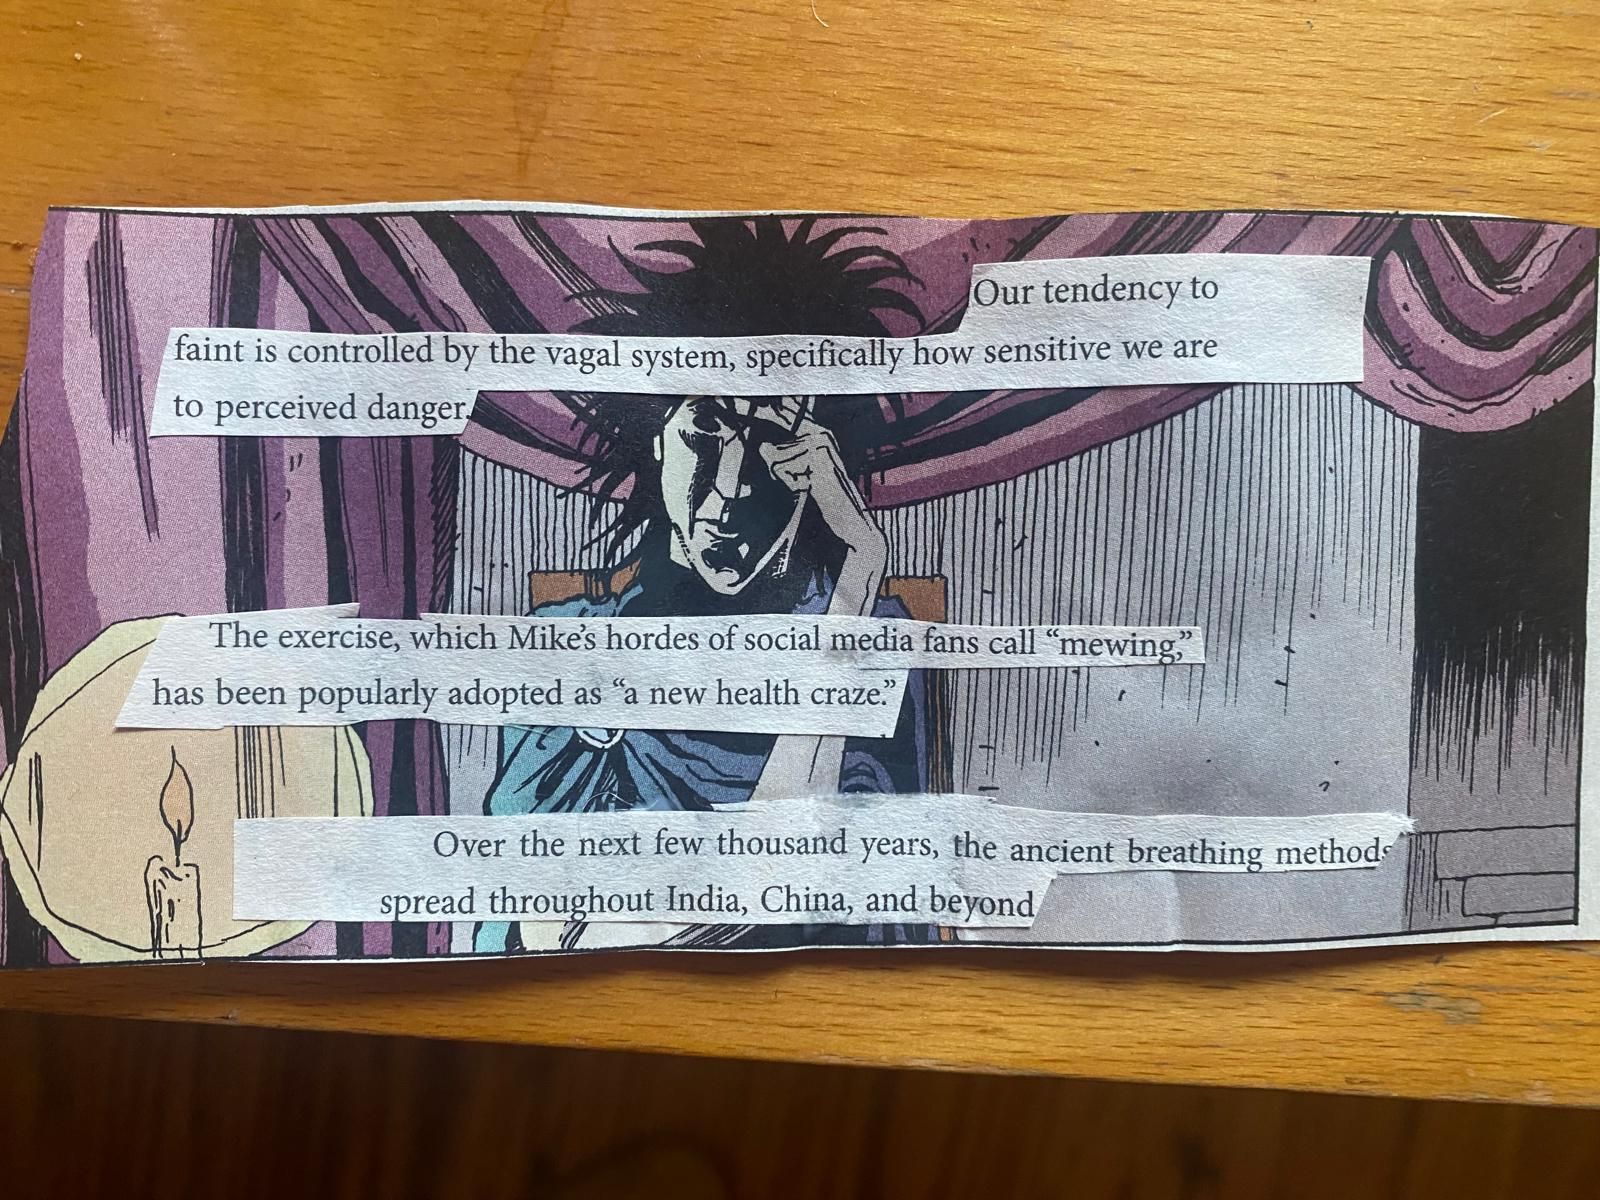 Our tendency to
faint is controlled by the vagal system, specifically how sensitive we are
to perceived danger.
The exercise, which Mike's hordes of social media fans call “mewing,”
has been popularly adopted as “a new health craze.”
Over the next few thousand years, the ancient breathing methods
spread throughout India, China, and beyond